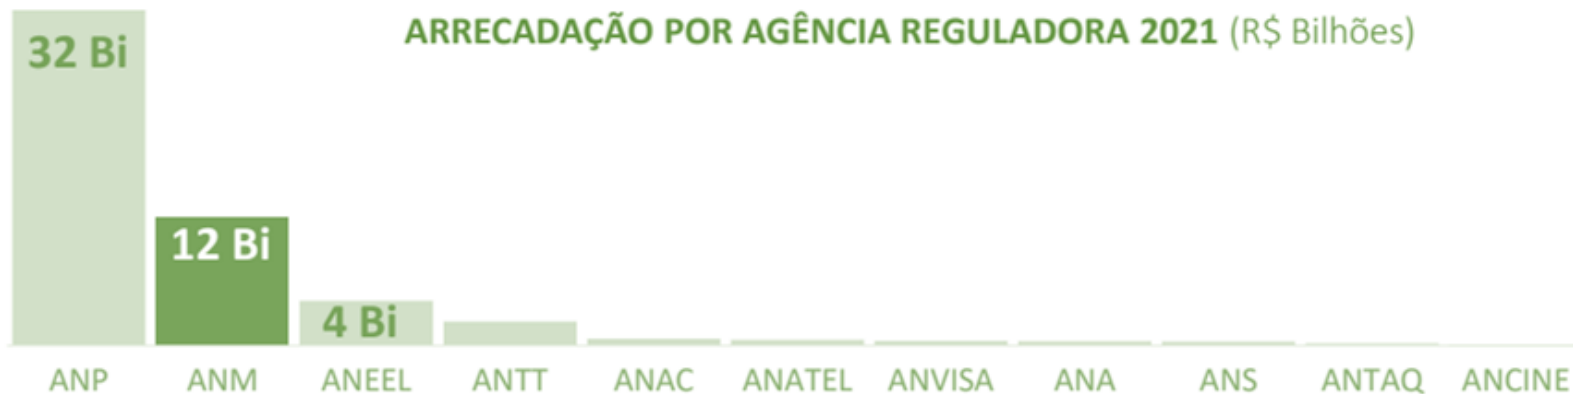 ARRECADAÇÃO POR AGÊNCIA REGULADORA 2021 (R$ Bilhões)
32 Bi
12 Bi
4 Bi
ANP ANM ANEEL ANTT ANAC ANATEL ANVISA ANA ANS ANTAQ ANCINE